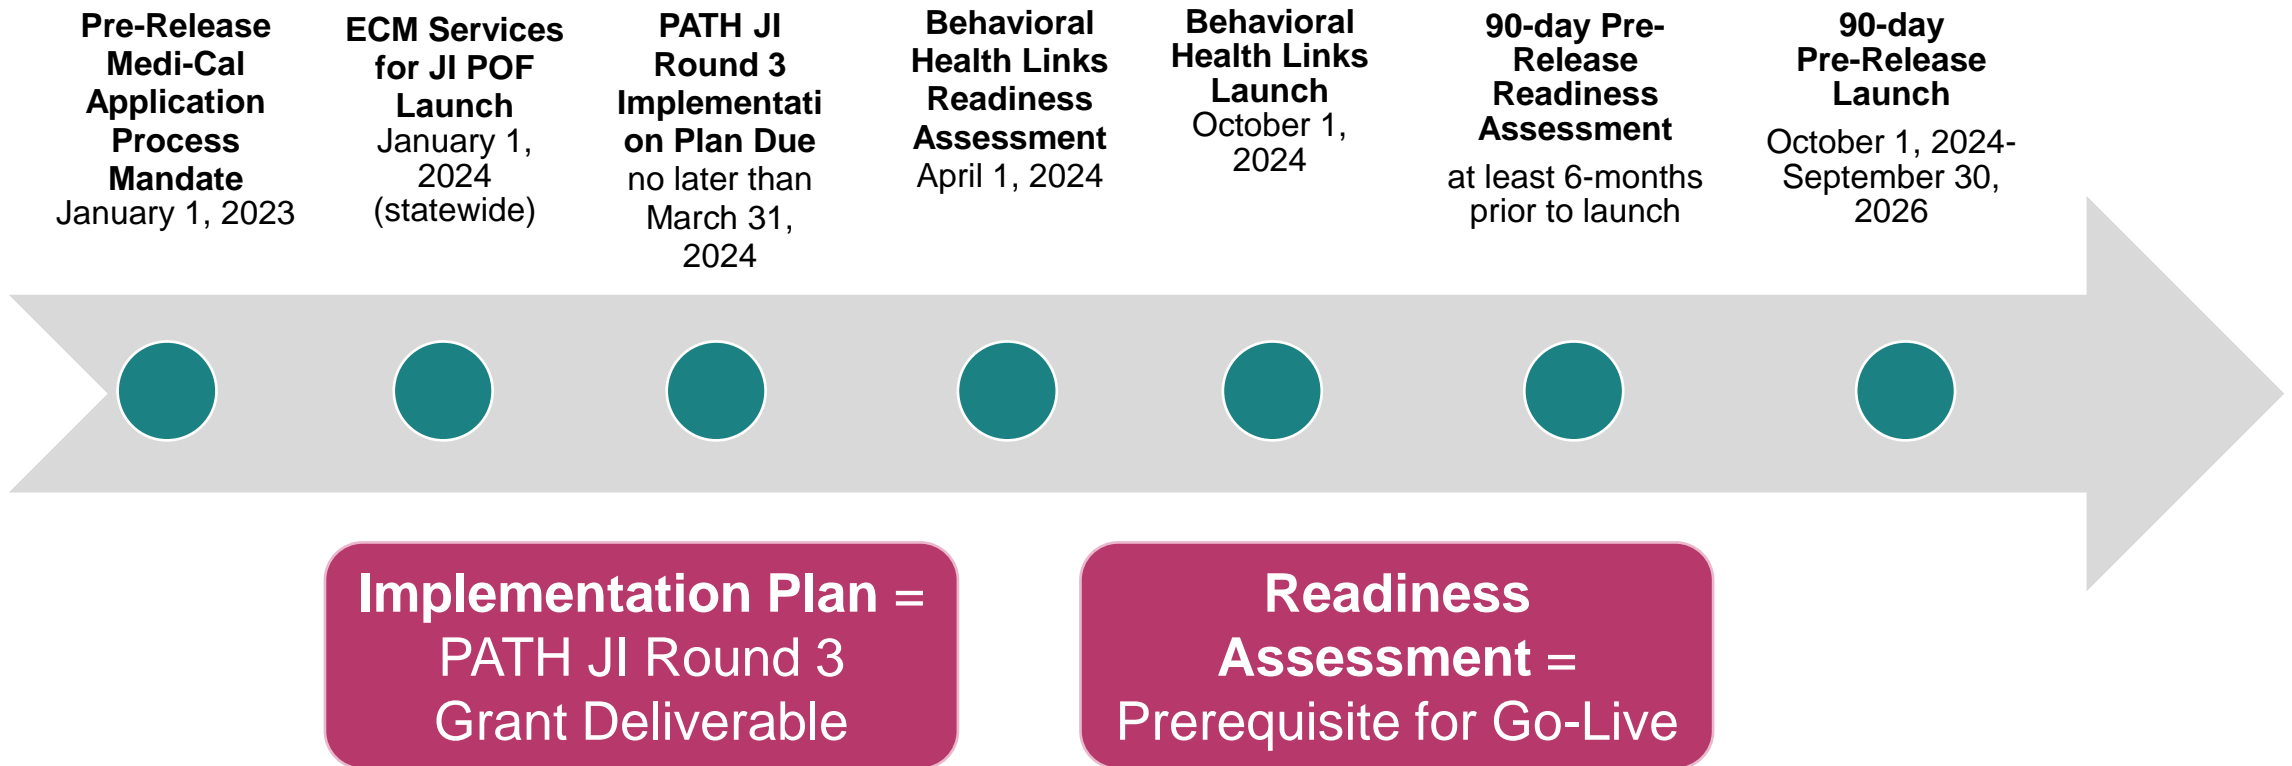 Pre-Release
Medi-Cal
Application
Process
Mandate
January 1, 2023
ECM Services
for JI POF
Launch
January 1,
2024
(statewide)
PATH JI
Round 3
Implementati
on Plan Due
no later than
March 31,
2024
Behavioral
Health Links
Readiness
Assessment
April 1, 2024
Behavioral
Health Links
Launch
October 1,
2024
90-day Pre-
Release
Readiness
Assessment
at least 6-months
prior to launch
90-day
Pre-Release
Launch
October 1, 2024-
September 30,
2026
Implementation Plan =
PATH JI Round 3
Grant Deliverable
Readiness
Assessment =
Prerequisite for Go-Live